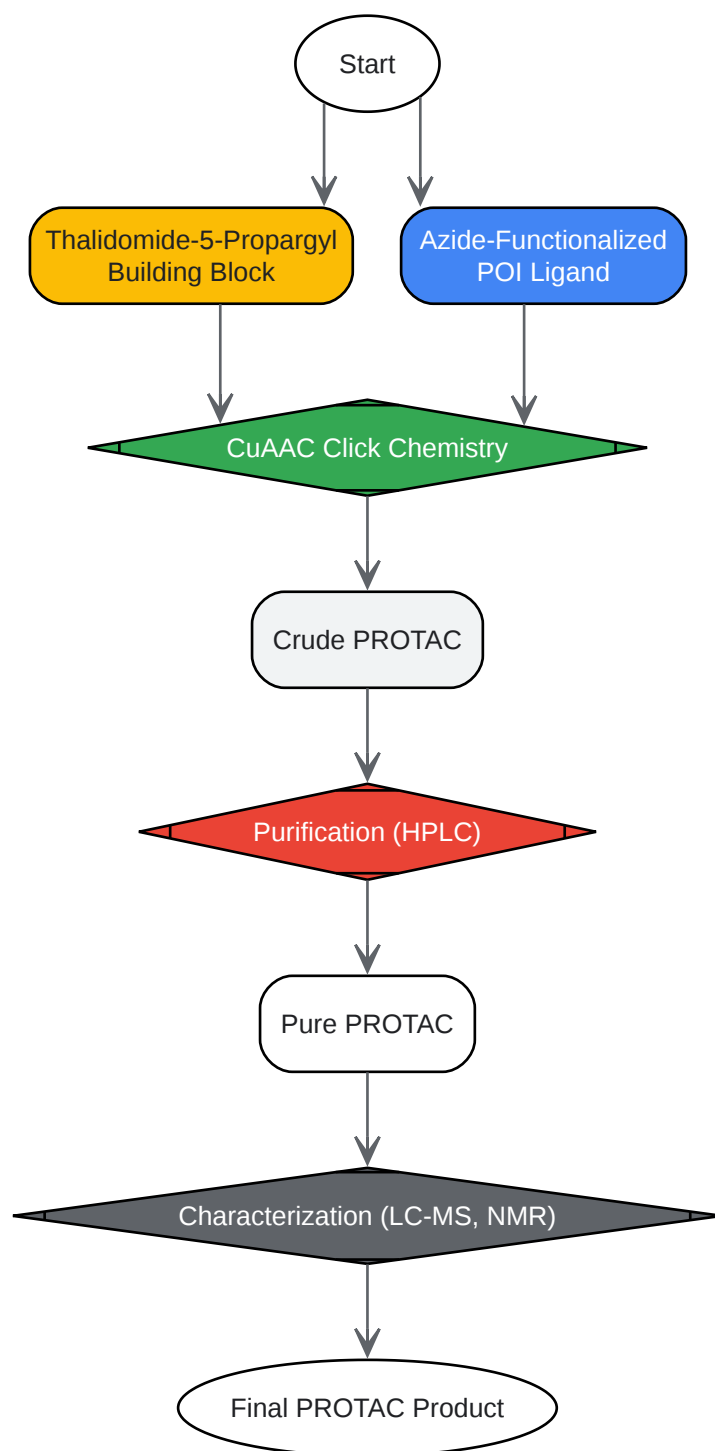 Start
Thalidomide-5-Propargyl
Building Block
Azide-Functionalized
POI Ligand
CuAAC Click Chemistry
Crude PROTAC
Purification (HPLC)
Pure PROTAC
Characterization (LC-MS, NMR)
Final PROTAC Product